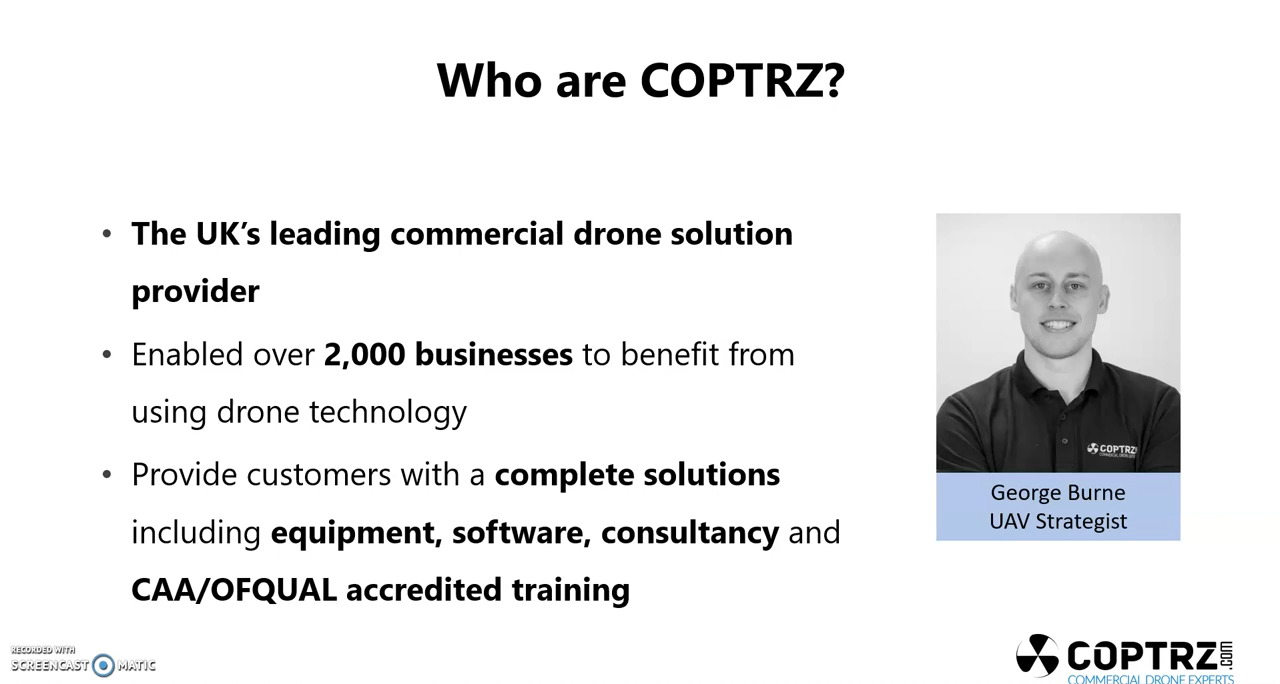 Who are COPTRZ?
• The UK’s leading commercial drone solution
provider
• Enabled over 2,000 businesses to benefit from
using drone technology
• Provide customers with a complete solutions
including equipment, software, consultancy and
CAA/OFQUAL accredited training
COPTRZ
George Burne
UAV Strategist
RECORDED WITH
SCREENCAST MATIC
COPTRZ.COM
COMMERCIAL DRONE EXPERTS